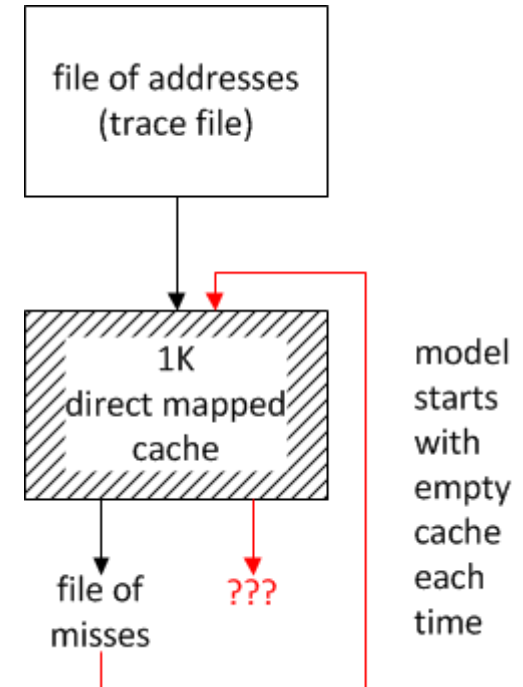 file of addresses
(trace file)
1K
direct mapped
cache
file of
misses
???
model
starts
with
empty
cache
each
time